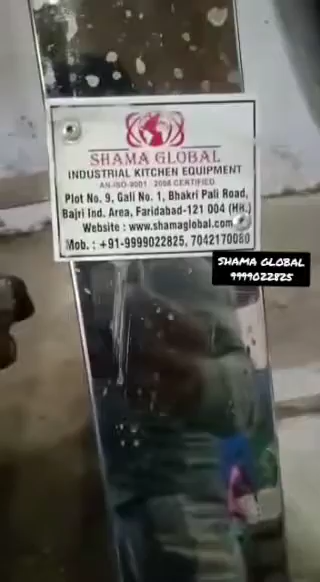 SHAMA GLOBAL
INDUSTRIAL KITCHEN EQUIPMENT
AN-ISO-9001 : 2008 CERTIFIED
Plot No. 9, Gali No. 1, Bhakri Pali Road,
Bajri Ind. Area, Faridabad-121 004 (HR.)
Website : www.shamaglobal.com
Mob. : +91-9999022825, 7042170080
SHAMA GLOBAL
9999022825